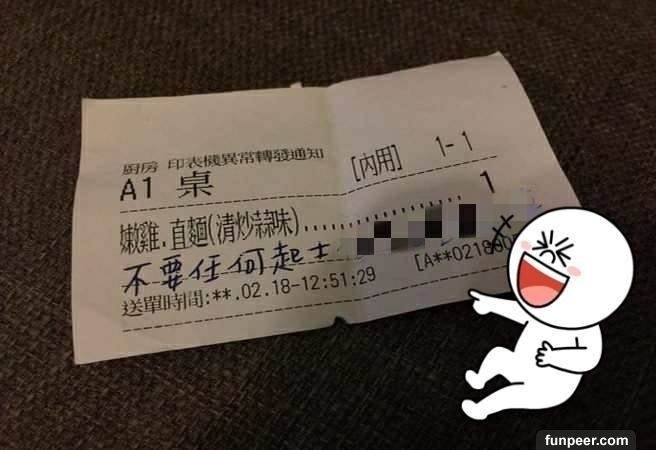 廚房 印表機異常轉發通知
A1 桌 [內用] 1-1
嫩雞.直麵(清炒蒜味)....................1
不要任何起士
送單時間:**.02.18-12:51:29
funpeer.com